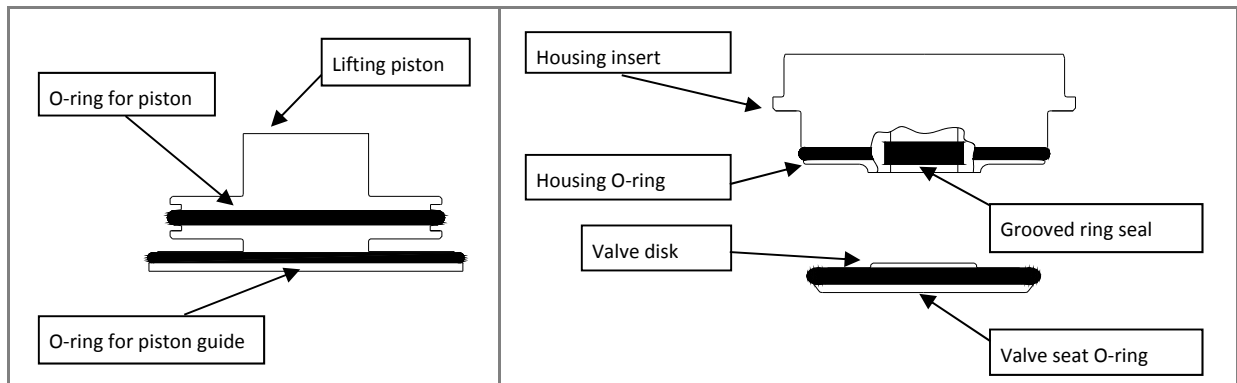 Lifting piston
O-ring for piston
O-ring for piston guide
Housing insert
Housing O-ring
Grooved ring seal
Valve disk
Valve seat O-ring